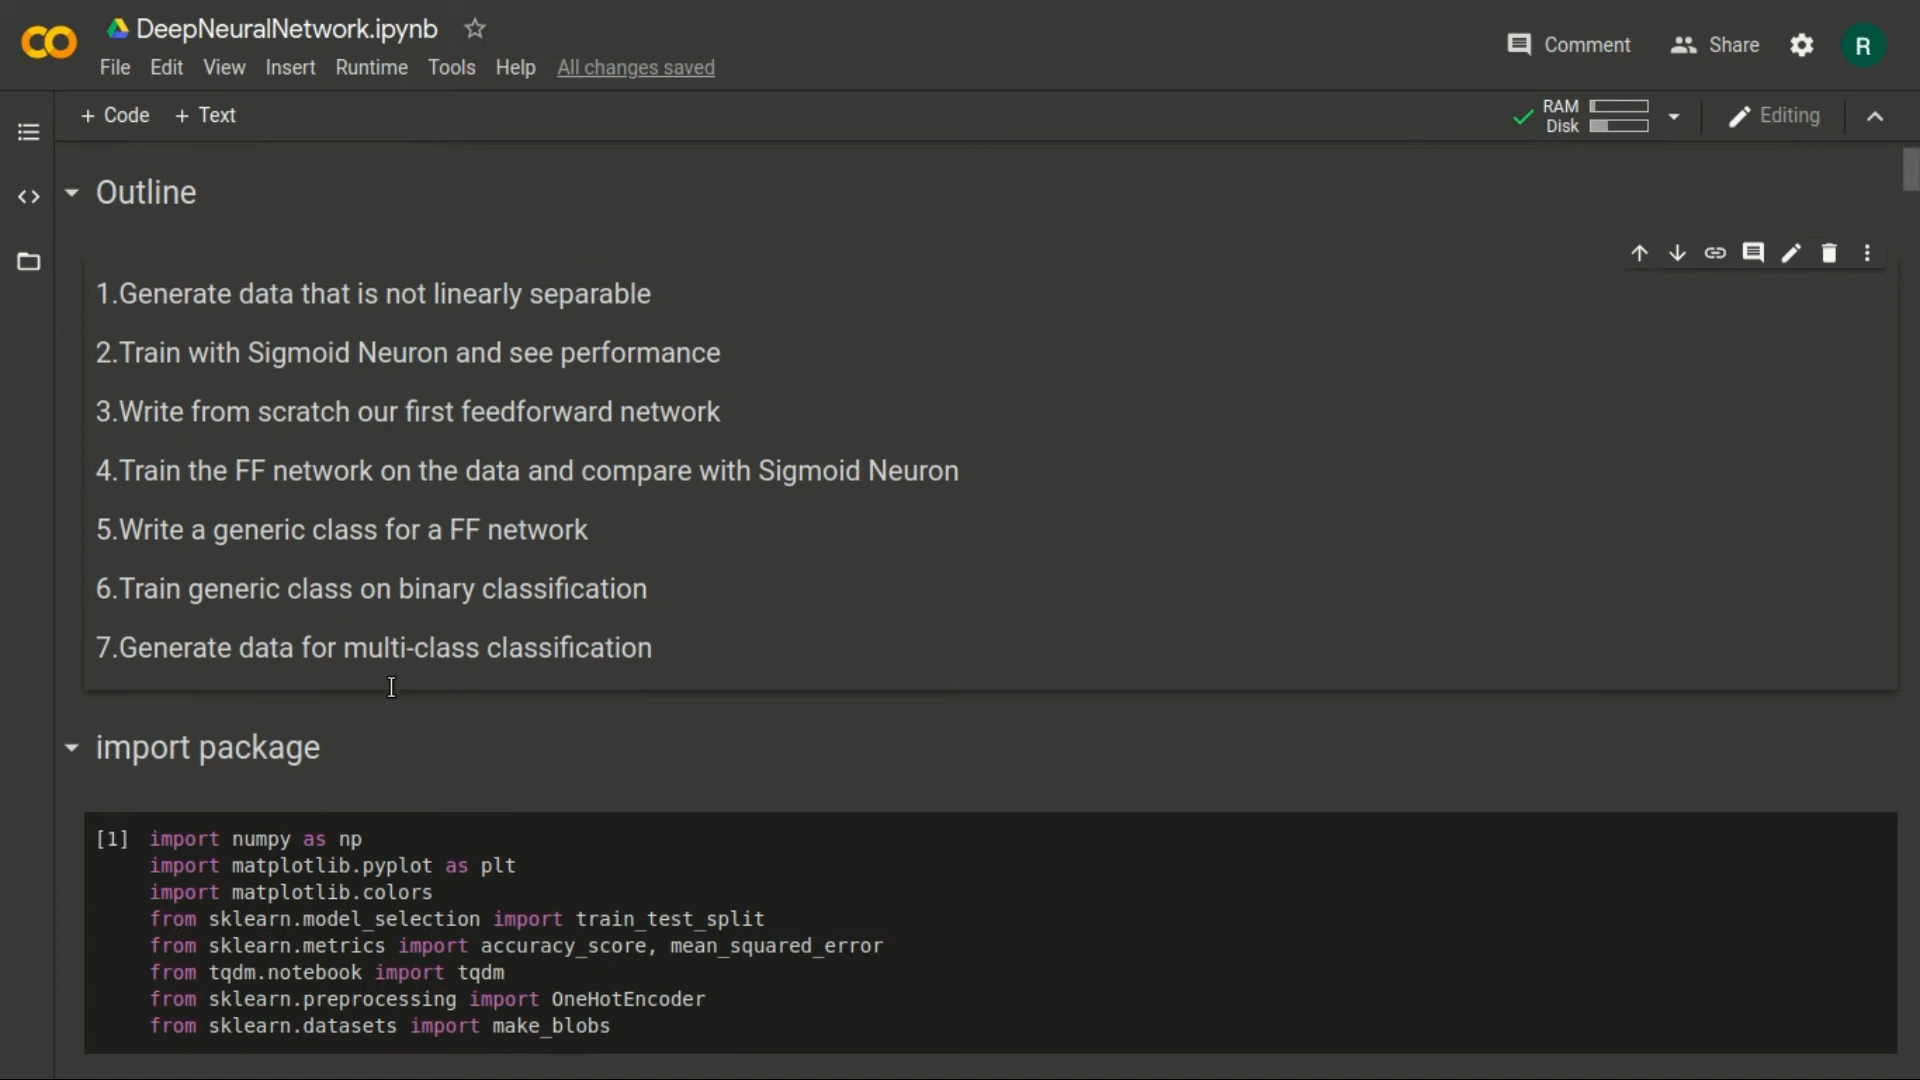 DeepNeuralNetwork.ipynb
Comment Share R
File Edit View Insert Runtime Tools Help All changes saved
+ Code + Text
RAM
Disk
Editing
Outline
1.Generate data that is not linearly separable
2.Train with Sigmoid Neuron and see performance
3.Write from scratch our first feedforward network
4.Train the FF network on the data and compare with Sigmoid Neuron
5.Write a generic class for a FF network
6.Train generic class on binary classification
7.Generate data for multi-class classification
import package
[1] import numpy as np
import matplotlib.pyplot as plt
import matplotlib.colors
from sklearn.model_selection import train_test_split
from sklearn.metrics import accuracy_score, mean_squared_error
from tqdm.notebook import tqdm
from sklearn.preprocessing import OneHotEncoder
from sklearn.datasets import make_blobs